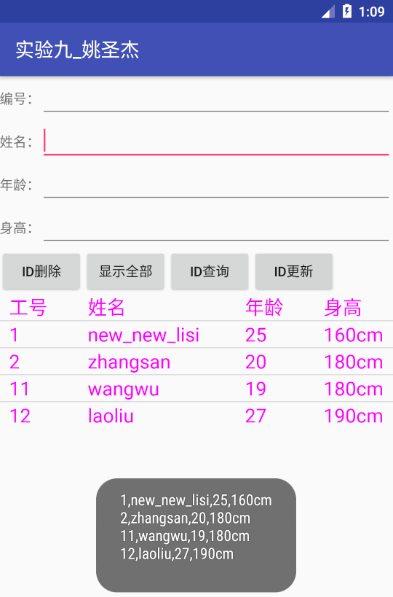 1:09
实验九_姚圣杰
编号：
姓名：
年龄：
身高：
ID删除 显示全部 ID查询 ID更新
工号 姓名 年龄 身高
1 new_new_lisi 25 160cm
2 zhangsan 20 180cm
11 wangwu 19 180cm
12 laoliu 27 190cm
1,new_new_lisi,25,160cm
2,zhangsan,20,180cm
11,wangwu,19,180cm
12,laoliu,27,190cm